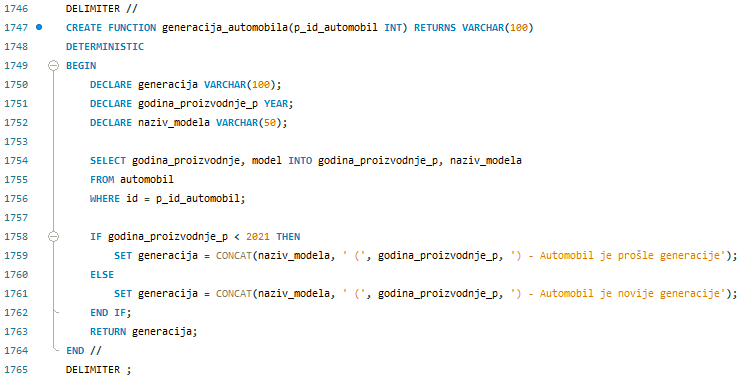 1746 DELIMITER //
1747 CREATE FUNCTION generacija_automobila(p_id_automobil INT) RETURNS VARCHAR(100)
1748 DETERMINISTIC
1749 BEGIN
1750 DECLARE generacija VARCHAR(100);
1751 DECLARE godina_proizvodnje_p YEAR;
1752 DECLARE naziv_modela VARCHAR(50);
1753
1754 SELECT godina_proizvodnje, model INTO godina_proizvodnje_p, naziv_modela
1755 FROM automobil
1756 WHERE id = p_id_automobil;
1757
1758 IF godina_proizvodnje_p < 2021 THEN
1759 SET generacija = CONCAT(naziv_modela, ' (', godina_proizvodnje_p, ') - Automobil je prošle generacije');
1760 ELSE
1761 SET generacija = CONCAT(naziv_modela, ' (', godina_proizvodnje_p, ') - Automobil je novije generacije');
1762 END IF;
1763 RETURN generacija;
1764 END //
1765 DELIMITER ;